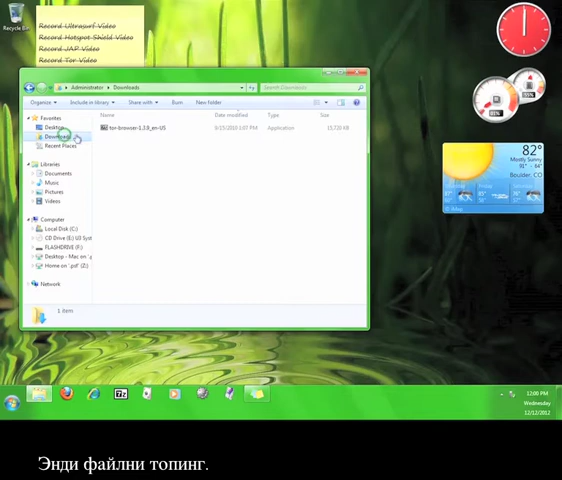 Recycle Bin
Record Ultrasurf Video
Record Hotspot Shield Video
Record JAP Video
Record Tor Video
Administrator Downloads
Search Downloads
Organize Include in library Share with Burn New folder
Favorites
Desktop
Downloads
Recent Places
Libraries
Documents
Music
Pictures
Videos
Computer
Local Disk (C:)
CD Drive (E:) U3 Syst
FLASHDRIVE (F:)
Desktop - Mac on
Home on '.psf' (Z:)
Network
Name Date modified Type Size
tor-browser-1.3.9_en-US 9/15/2010 1:07 PM Application
1 item
82°
Mostly Sunny
91° - 64°
Boulder, CO
12:00 PM
Wednesday
12/12/2012
Энди файлни топинг.